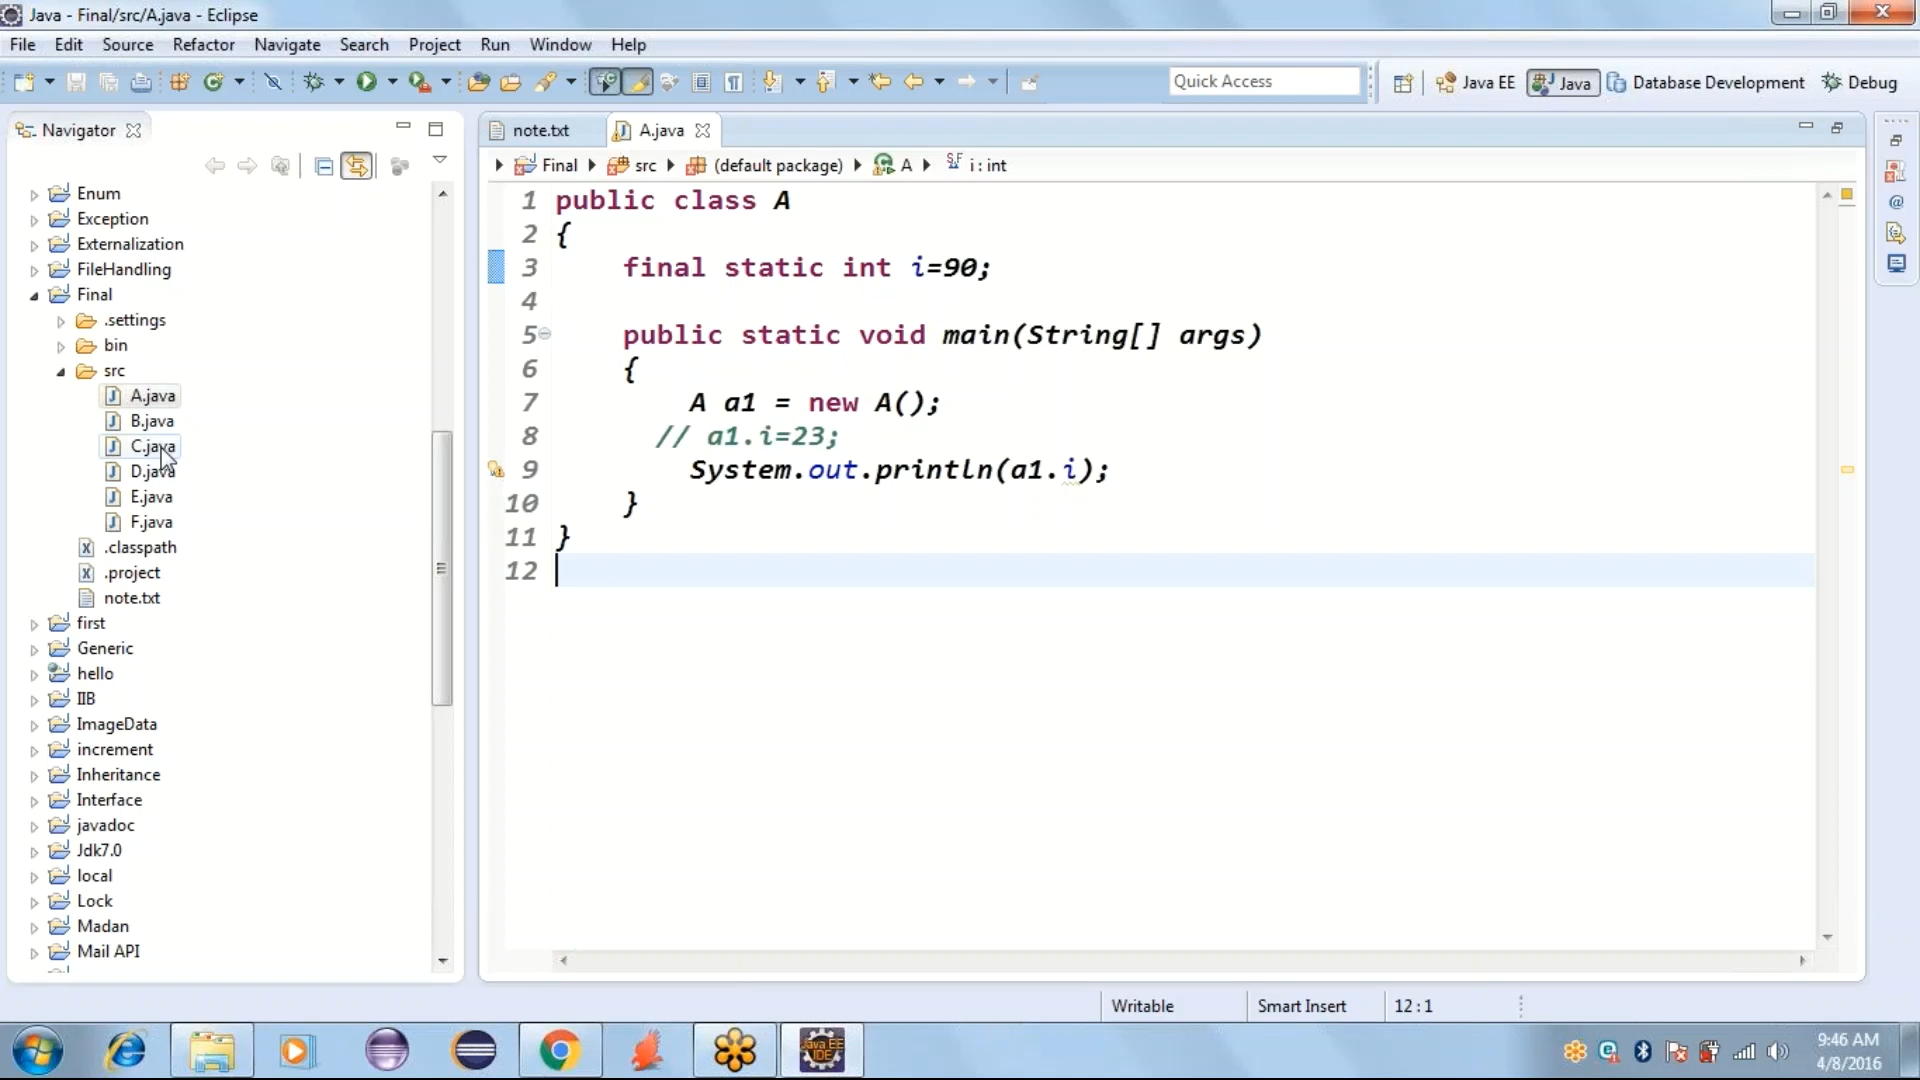 Java - Final/src/A.java - Eclipse
File Edit Source Refactor Navigate Search Project Run Window Help
Quick Access
Java EE
Java
Database Development
Debug
Navigator
Enum
Exception
Externalization
FileHandling
Final
.settings
bin
src
A.java
B.java
C.java
D.java
E.java
F.java
.classpath
.project
note.txt
first
Generic
hello
IIB
ImageData
increment
Inheritance
Interface
javadoc
Jdk7.0
local
Lock
Madan
Mail API
note.txt
A.java
Final src (default package) A i : int
1 public class A
2 {
3 final static int i=90;
4
5 public static void main(String[] args)
6 {
7 A a1 = new A();
8 // a1.i=23;
9 System.out.println(a1.i);
10 }
11 }
12
Writable Smart Insert 12 : 1
Java EE
IDE
9:46 AM
4/8/2016